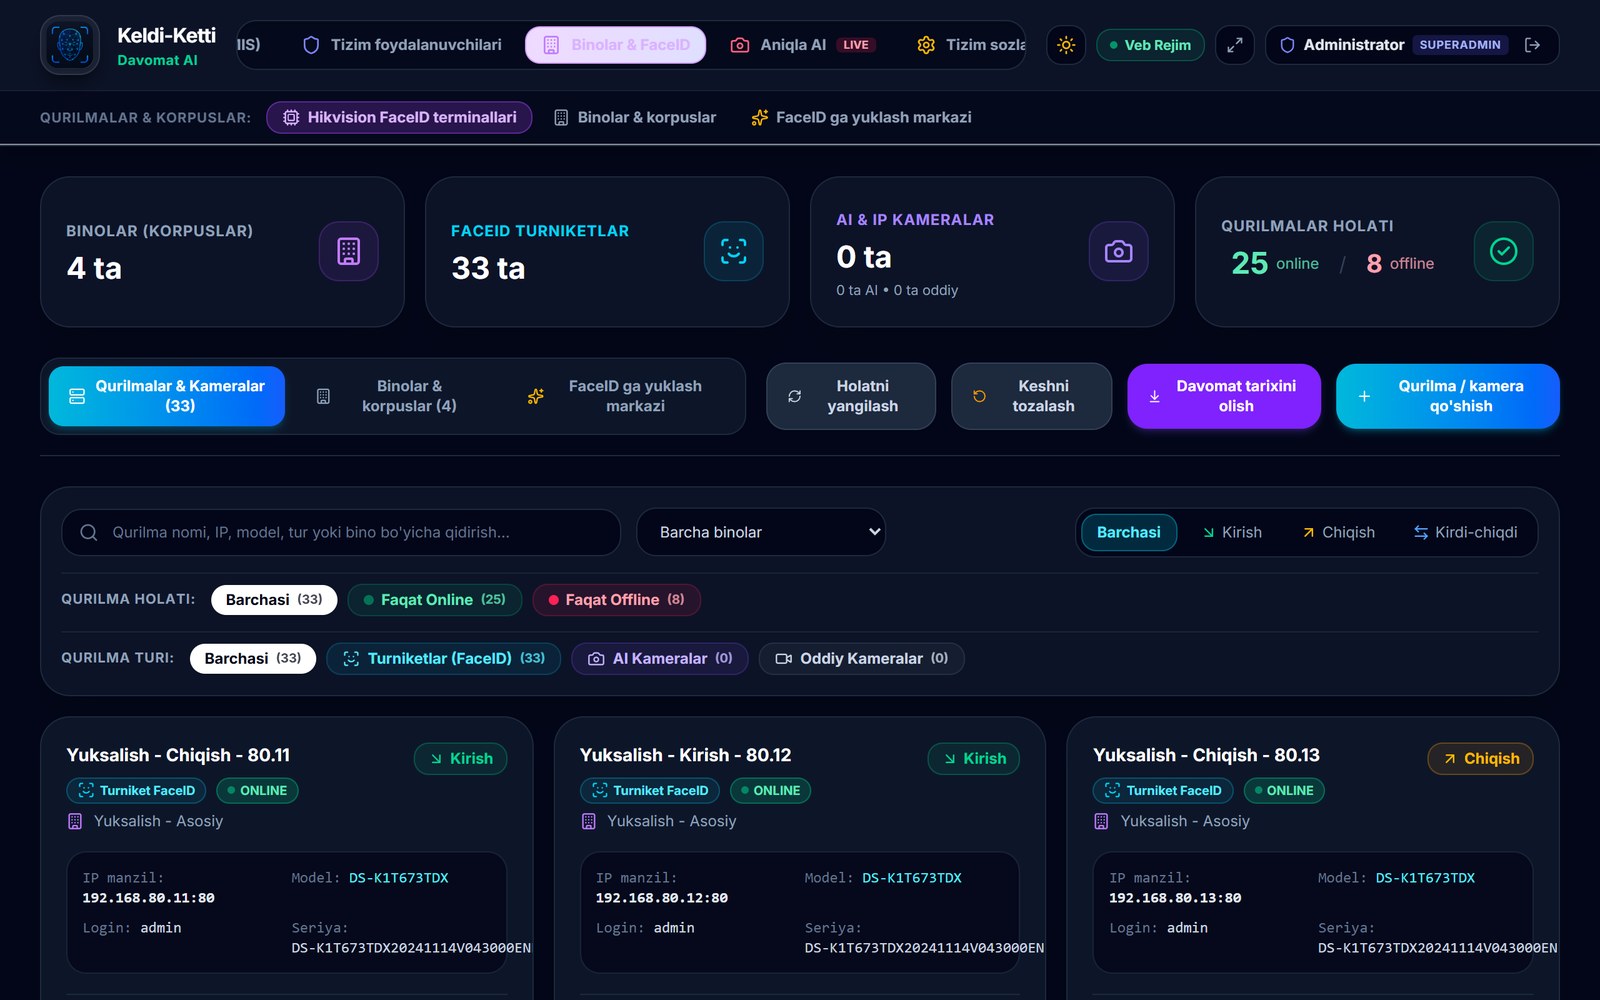 Keldi-Ketti
Davomat AI
IIS)
Tizim foydalanuvchilari
Binolar & FaceID
Aniqla AI LIVE
Tizim sozla
Veb Rejim
Administrator SUPERADMIN
QURILMALAR & KORPUSLAR:
Hikvision FaceID terminallari
Binolar & korpuslar
FaceID ga yuklash markazi
BINOLAR (KORPUSLAR)
4 ta
FACEID TURNIKETLAR
33 ta
AI & IP KAMERALAR
0 ta
0 ta AI • 0 ta oddiy
QURILMALAR HOLATI
25 online / 8 offline
Qurilmalar & Kameralar
(33)
Binolar &
korpuslar (4)
FaceID ga yuklash
markazi
Holatni
yangilash
Keshni
tozalash
Davomat tarixini
olish
Qurilma / kamera
qo'shish
Qurilma nomi, IP, model, tur yoki bino bo'yicha qidirish...
Barcha binolar
Barchasi
Kirish
Chiqish
Kirdi-chiqdi
QURILMA HOLATI:
Barchasi (33)
Faqat Online (25)
Faqat Offline (8)
QURILMA TURI:
Barchasi (33)
Turniketlar (FaceID) (33)
AI Kameralar (0)
Oddiy Kameralar (0)
Yuksalish - Chiqish - 80.11
Kirish
Turniket FaceID
ONLINE
Yuksalish - Asosiy
IP manzil:
192.168.80.11:80
Model: DS-K1T673TDX
Login: admin
Seriya:
DS-K1T673TDX20241114V043000EN
Yuksalish - Kirish - 80.12
Kirish
Turniket FaceID
ONLINE
Yuksalish - Asosiy
IP manzil:
192.168.80.12:80
Model: DS-K1T673TDX
Login: admin
Seriya:
DS-K1T673TDX20241114V043000EN
Yuksalish - Chiqish - 80.13
Chiqish
Turniket FaceID
ONLINE
Yuksalish - Asosiy
IP manzil:
192.168.80.13:80
Model: DS-K1T673TDX
Login: admin
Seriya:
DS-K1T673TDX20241114V043000EN